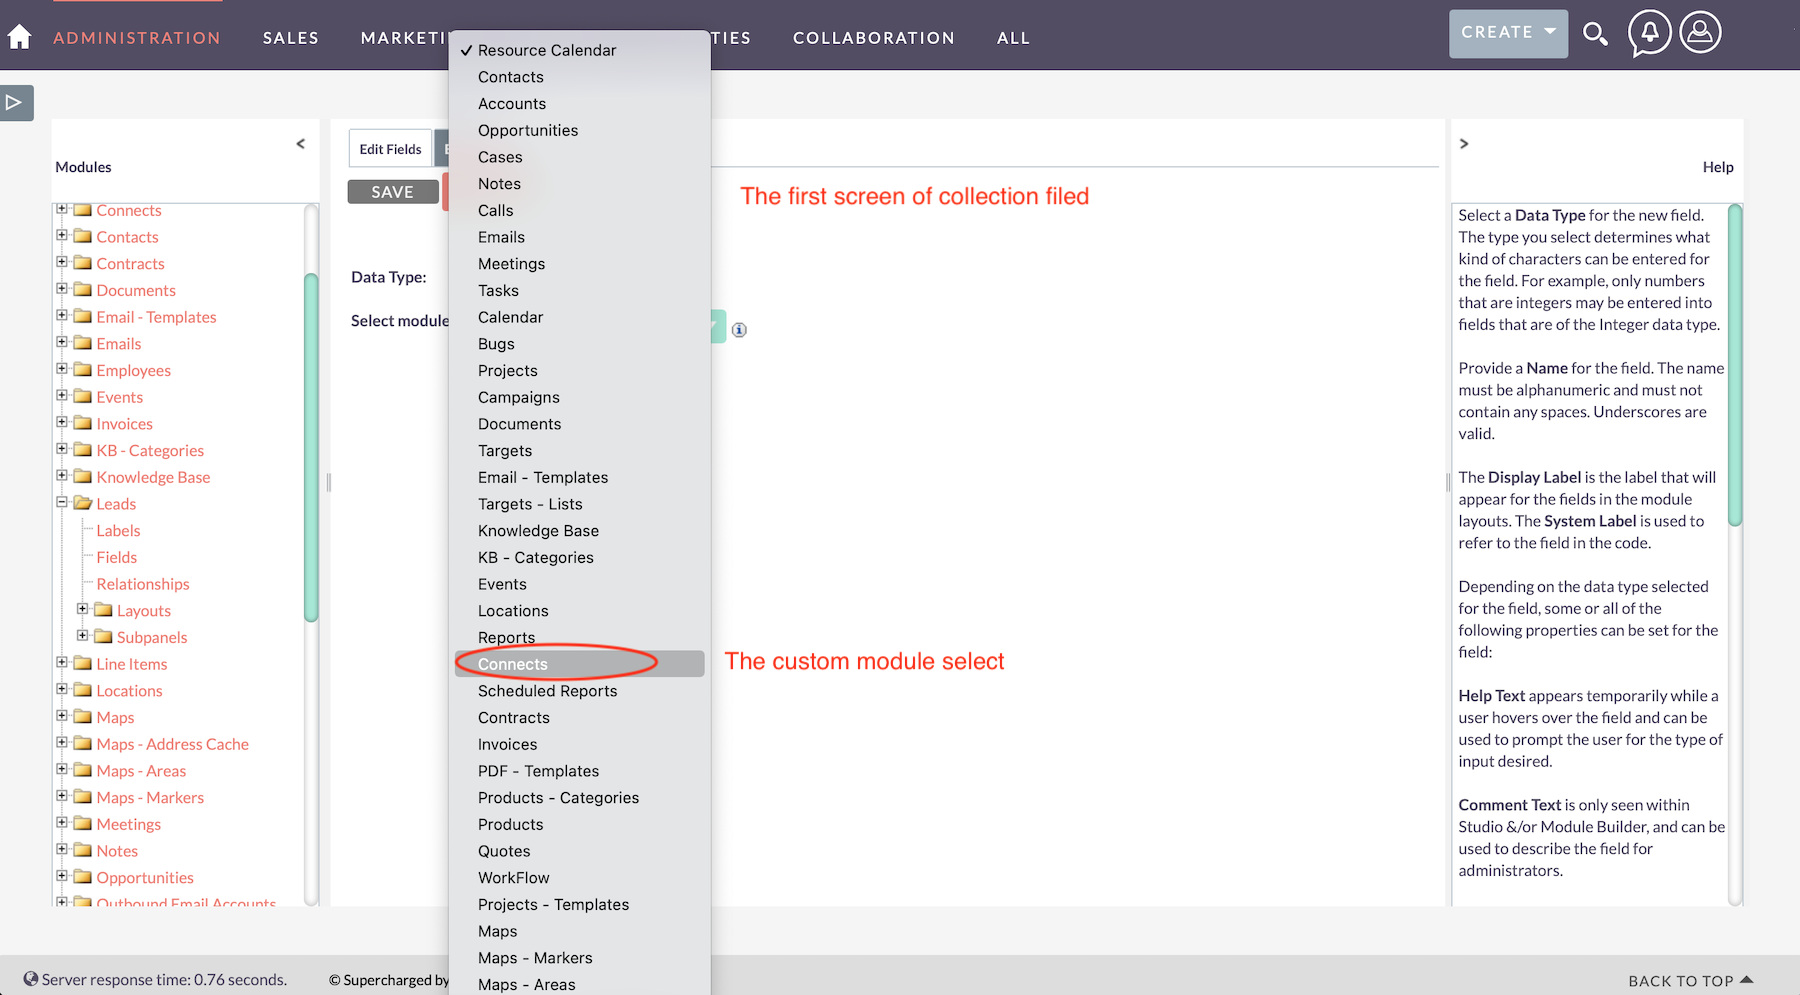 ADMINISTRATION
SALES
MARKETI
TIES
COLLABORATION
ALL
CREATE
Modules
Connects
Contacts
Contracts
Documents
Email - Templates
Emails
Employees
Events
Invoices
KB - Categories
Knowledge Base
Leads
Labels
Fields
Relationships
Layouts
Subpanels
Line Items
Locations
Maps
Maps - Address Cache
Maps - Areas
Maps - Markers
Meetings
Notes
Opportunities
Outbound Email Accounts
Edit Fields
E
SAVE
Data Type:
Select module
✓ Resource Calendar
Contacts
Accounts
Opportunities
Cases
Notes
Calls
Emails
Meetings
Tasks
Calendar
Bugs
Projects
Campaigns
Documents
Targets
Email - Templates
Targets - Lists
Knowledge Base
KB - Categories
Events
Locations
Reports
Connects
Scheduled Reports
Contracts
Invoices
PDF - Templates
Products - Categories
Products
Quotes
WorkFlow
Projects - Templates
Maps
Maps - Markers
Maps - Areas
The first screen of collection filed
The custom module select
Help
Select a Data Type for the new field.
The type you select determines what
kind of characters can be entered for
the field. For example, only numbers
that are integers may be entered into
fields that are of the Integer data type.
Provide a Name for the field. The name
must be alphanumeric and must not
contain any spaces. Underscores are
valid.
The Display Label is the label that will
appear for the fields in the module
layouts. The System Label is used to
refer to the field in the code.
Depending on the data type selected
for the field, some or all of the
following properties can be set for the
field:
Help Text appears temporarily while a
user hovers over the field and can be
used to prompt the user for the type of
input desired.
Comment Text is only seen within
Studio &/or Module Builder, and can be
used to describe the field for
administrators.
Server response time: 0.76 seconds.
© Supercharged by
BACK TO TOP